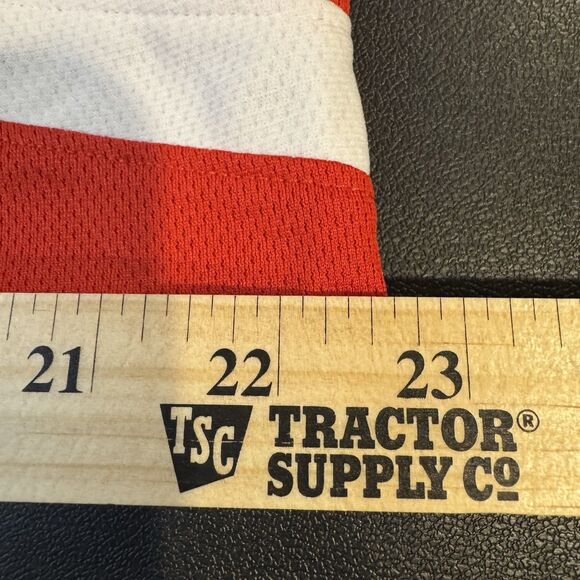 21 22 23
TSC TRACTOR®
SUPPLY CO